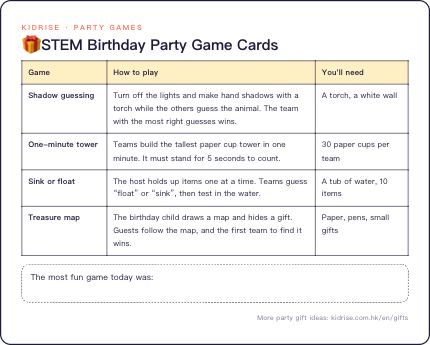 KIDRISE · PARTY GAMES
🎁STEM Birthday Party Game Cards
Game
How to play
You'll need
Shadow guessing
Turn off the lights and make hand shadows with a
torch while the others guess the animal. The team
with the most right guesses wins.
A torch, a white wall
One-minute tower
Teams build the tallest paper cup tower in one
minute. It must stand for 5 seconds to count.
30 paper cups per
team
Sink or float
The host holds up items one at a time. Teams guess
“float” or “sink”, then test in the water.
A tub of water, 10
items
Treasure map
The birthday child draws a map and hides a gift.
Guests follow the map, and the first team to find it
wins.
Paper, pens, small
gifts
The most fun game today was:
More party gift ideas: kidrise.com.hk/en/gifts